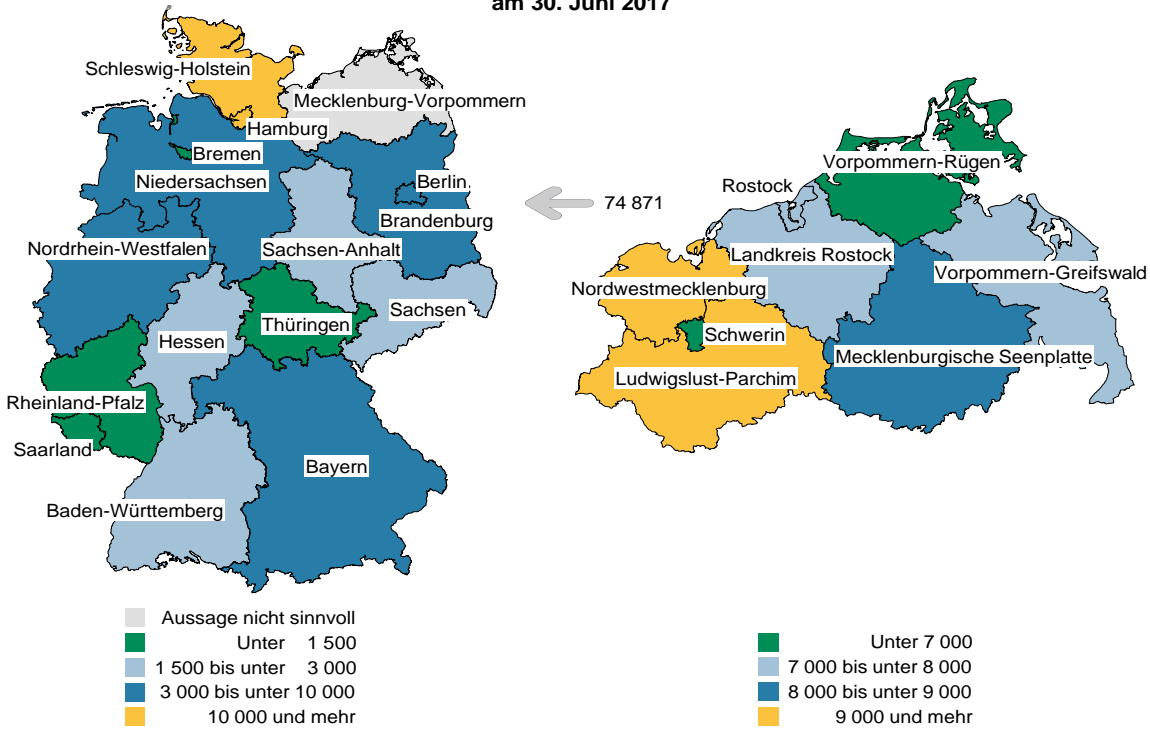 am 30. Juni 2017
Schleswig-Holstein
Mecklenburg-Vorpommern
Hamburg
Bremen
Niedersachsen
Berlin
Brandenburg
Nordrhein-Westfalen
Sachsen-Anhalt
Sachsen
Thüringen
Hessen
Rheinland-Pfalz
Saarland
Bayern
Baden-Württemberg
74 871
Vorpommern-Rügen
Rostock
Landkreis Rostock
Vorpommern-Greifswald
Nordwestmecklenburg
Schwerin
Mecklenburgische Seenplatte
Ludwigslust-Parchim
Aussage nicht sinnvoll
Unter 1 500
1 500 bis unter 3 000
3 000 bis unter 10 000
10 000 und mehr
Unter 7 000
7 000 bis unter 8 000
8 000 bis unter 9 000
9 000 und mehr